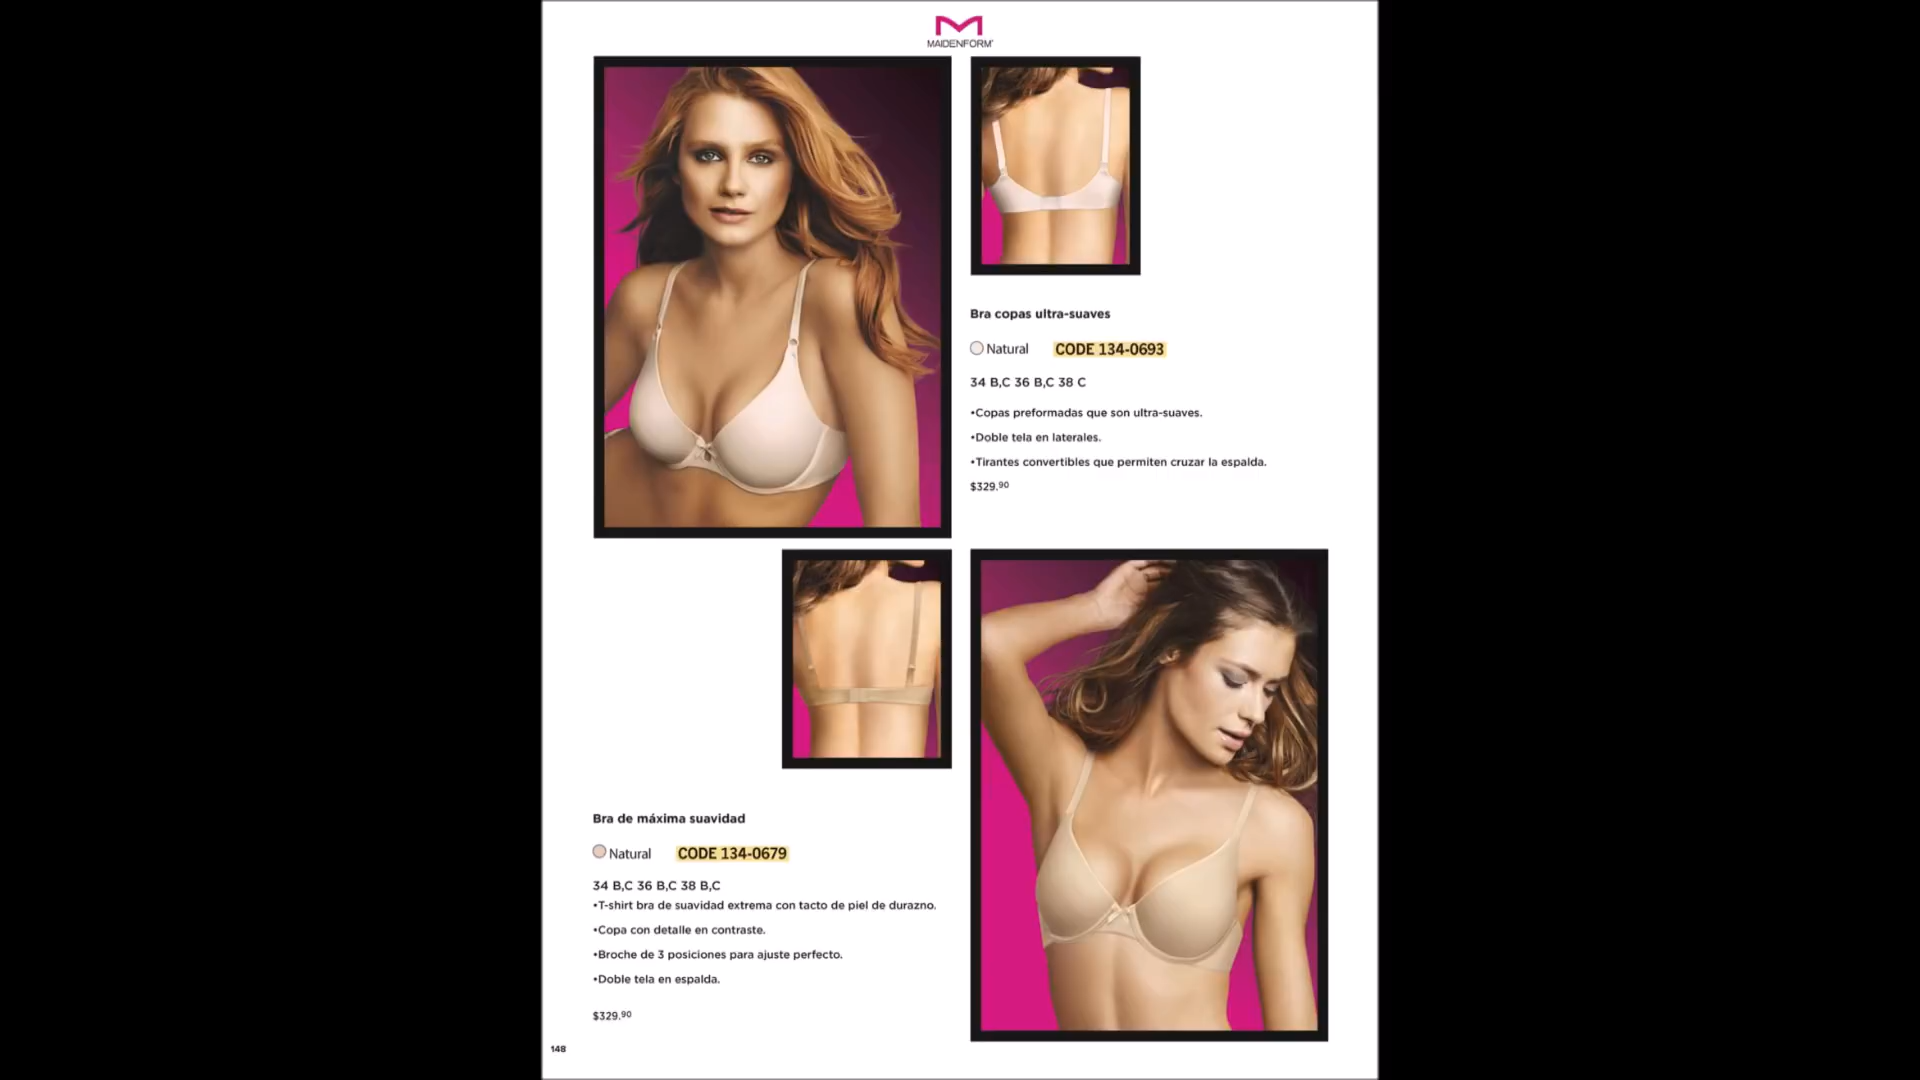 MAIDENFORM®
Bra copas ultra-suaves
Natural CODE 134-0693
34 B,C 36 B,C 38 C
•Copas preformadas que son ultra-suaves.
•Doble tela en laterales.
•Tirantes convertibles que permiten cruzar la espalda.
$329.90
Bra de máxima suavidad
Natural CODE 134-0679
34 B,C 36 B,C 38 B,C
•T-shirt bra de suavidad extrema con tacto de piel de durazno.
•Copa con detalle en contraste.
•Broche de 3 posiciones para ajuste perfecto.
•Doble tela en espalda.
$329.90
148